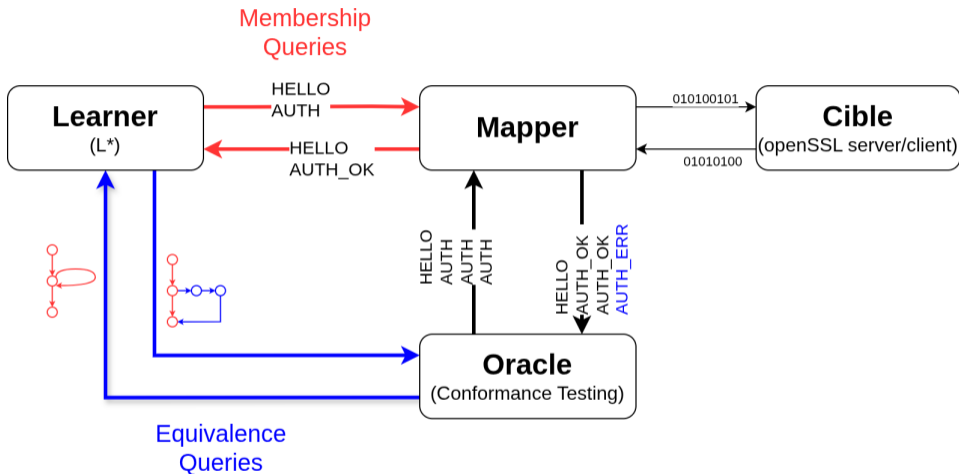 Membership
Queries
HELLO
AUTH
HELLO
AUTH_OK
Learner
(L*)
Mapper
010100101
01010100
Cible
(openSSL server/client)
HELLO
AUTH
AUTH
AUTH
HELLO
AUTH_OK
AUTH_OK
AUTH_ERR
Oracle
(Conformance Testing)
Equivalence
Queries